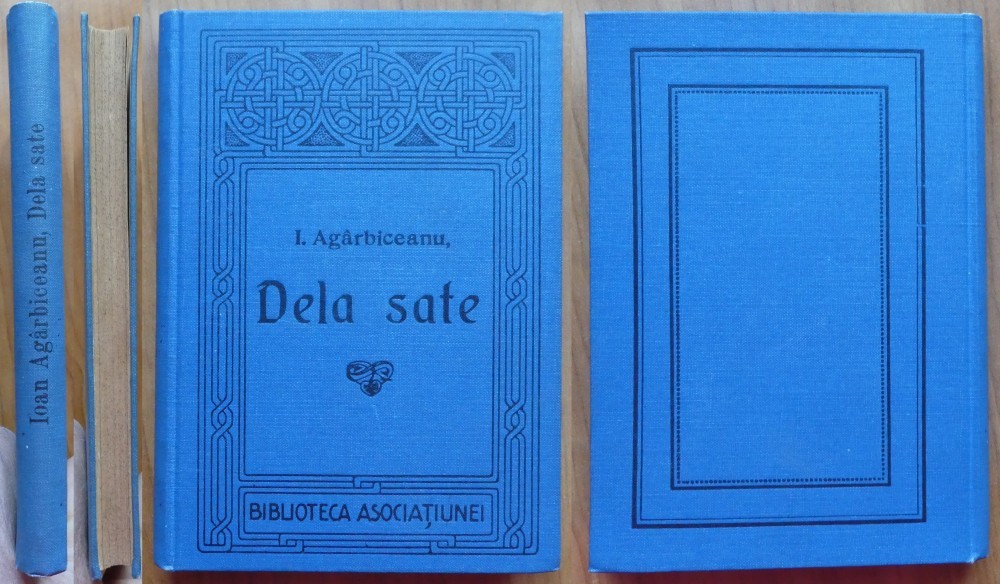 Ioan Agârbiceanu, Dela sate
I. Agârbiceanu,
Dela sate
BIBLIOTECA ASOCIAȚIUNEI